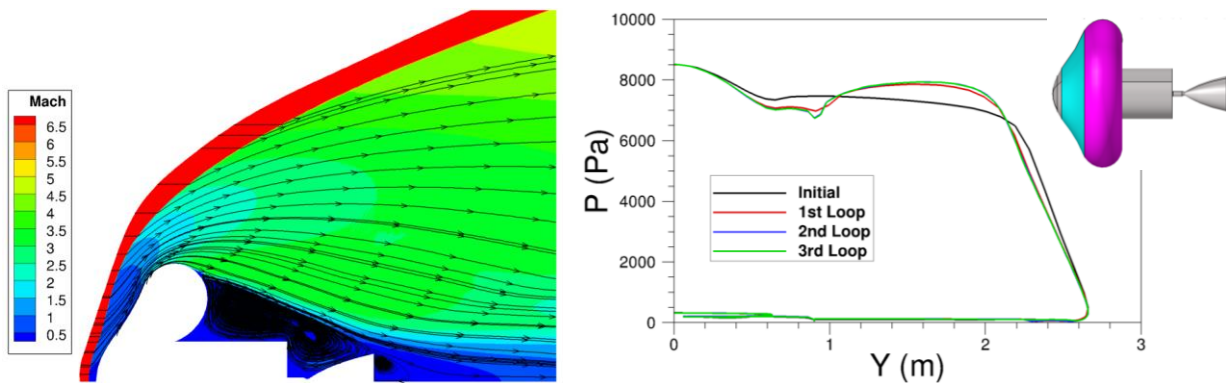 Mach
6.5
6
5.5
5
4.5
4
3.5
3
2.5
2
1.5
1
0.5
P (Pa)
10000
8000
6000
4000
2000
0
Initial
1st Loop
2nd Loop
3rd Loop
0 1 2 3
Y (m)